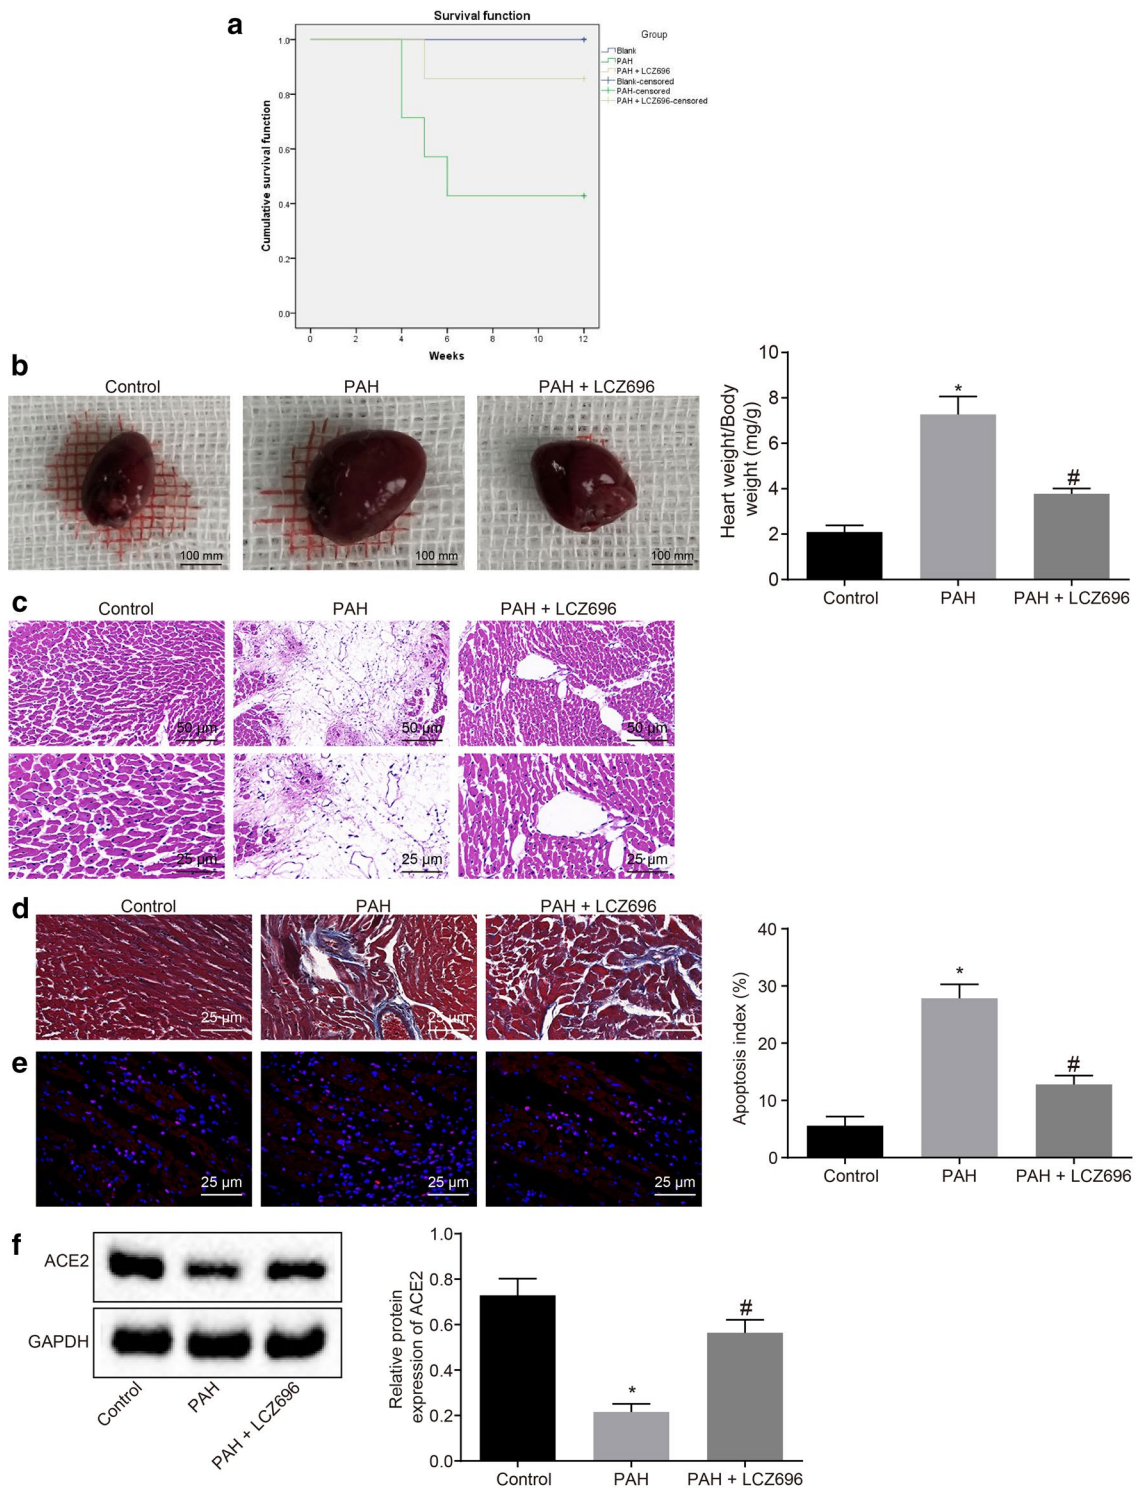 a
Survival function
Cumulative survival function
1.0
0.8
0.6
0.4
0.2
0.0
0 2 4 6 8 10 12
Weeks
Group
Blank
PAH
PAH + LCZ696
Blank-censored
PAH-censored
PAH + LCZ696-censored
b
Control PAH PAH + LCZ696
100 mm 100 mm 100 mm
Heart weight/Body
weight (mg/g)
10
8
6
4
2
0
*
#
Control PAH PAH + LCZ696
c
Control PAH PAH + LCZ696
50 µm 50 µm 50 µm
25 µm 25 µm 25 µm
d
Control PAH PAH + LCZ696
25 µm 25 µm 25 µm
e
25 µm 25 µm 25 µm
Apoptosis index (%)
40
30
20
10
0
*
#
Control PAH PAH + LCZ696
f
ACE2
GAPDH
Control PAH PAH + LCZ696
Relative protein
expression of ACE2
1.0
0.8
0.6
0.4
0.2
0.0
*
#
Control PAH PAH + LCZ696